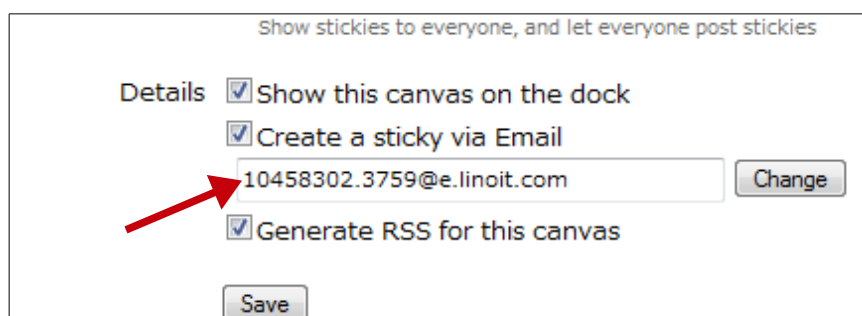 Show stickies to everyone, and let everyone post stickies
Details Show this canvas on the dock
Create a sticky via Email
10458302.3759@e.linoit.com Change
Generate RSS for this canvas
Save